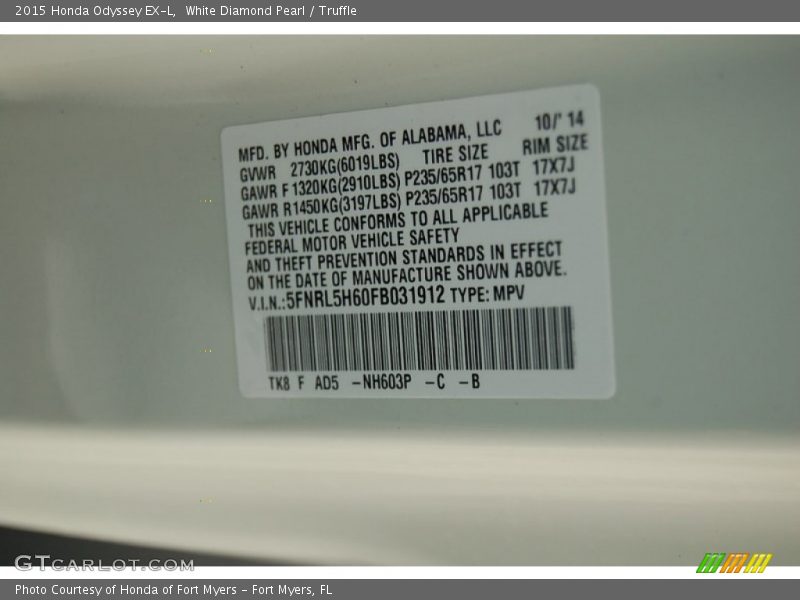 2015 Honda Odyssey EX-L, White Diamond Pearl / Truffle
MFD. BY HONDA MFG. OF ALABAMA, LLC 10/' 14
GVWR 2730KG(6019LBS) TIRE SIZE RIM SIZE
GAWR F 1320KG(2910LBS) P235/65R17 103T 17X7J
GAWR R1450KG(3197LBS) P235/65R17 103T 17X7J
THIS VEHICLE CONFORMS TO ALL APPLICABLE
FEDERAL MOTOR VEHICLE SAFETY
AND THEFT PREVENTION STANDARDS IN EFFECT
ON THE DATE OF MANUFACTURE SHOWN ABOVE.
V.I.N.:5FNRL5H60FB031912 TYPE: MPV
TK8 F AD5 -NH603P -C -B
GTCARLOT.COM
Photo Courtesy of Honda of Fort Myers - Fort Myers, FL